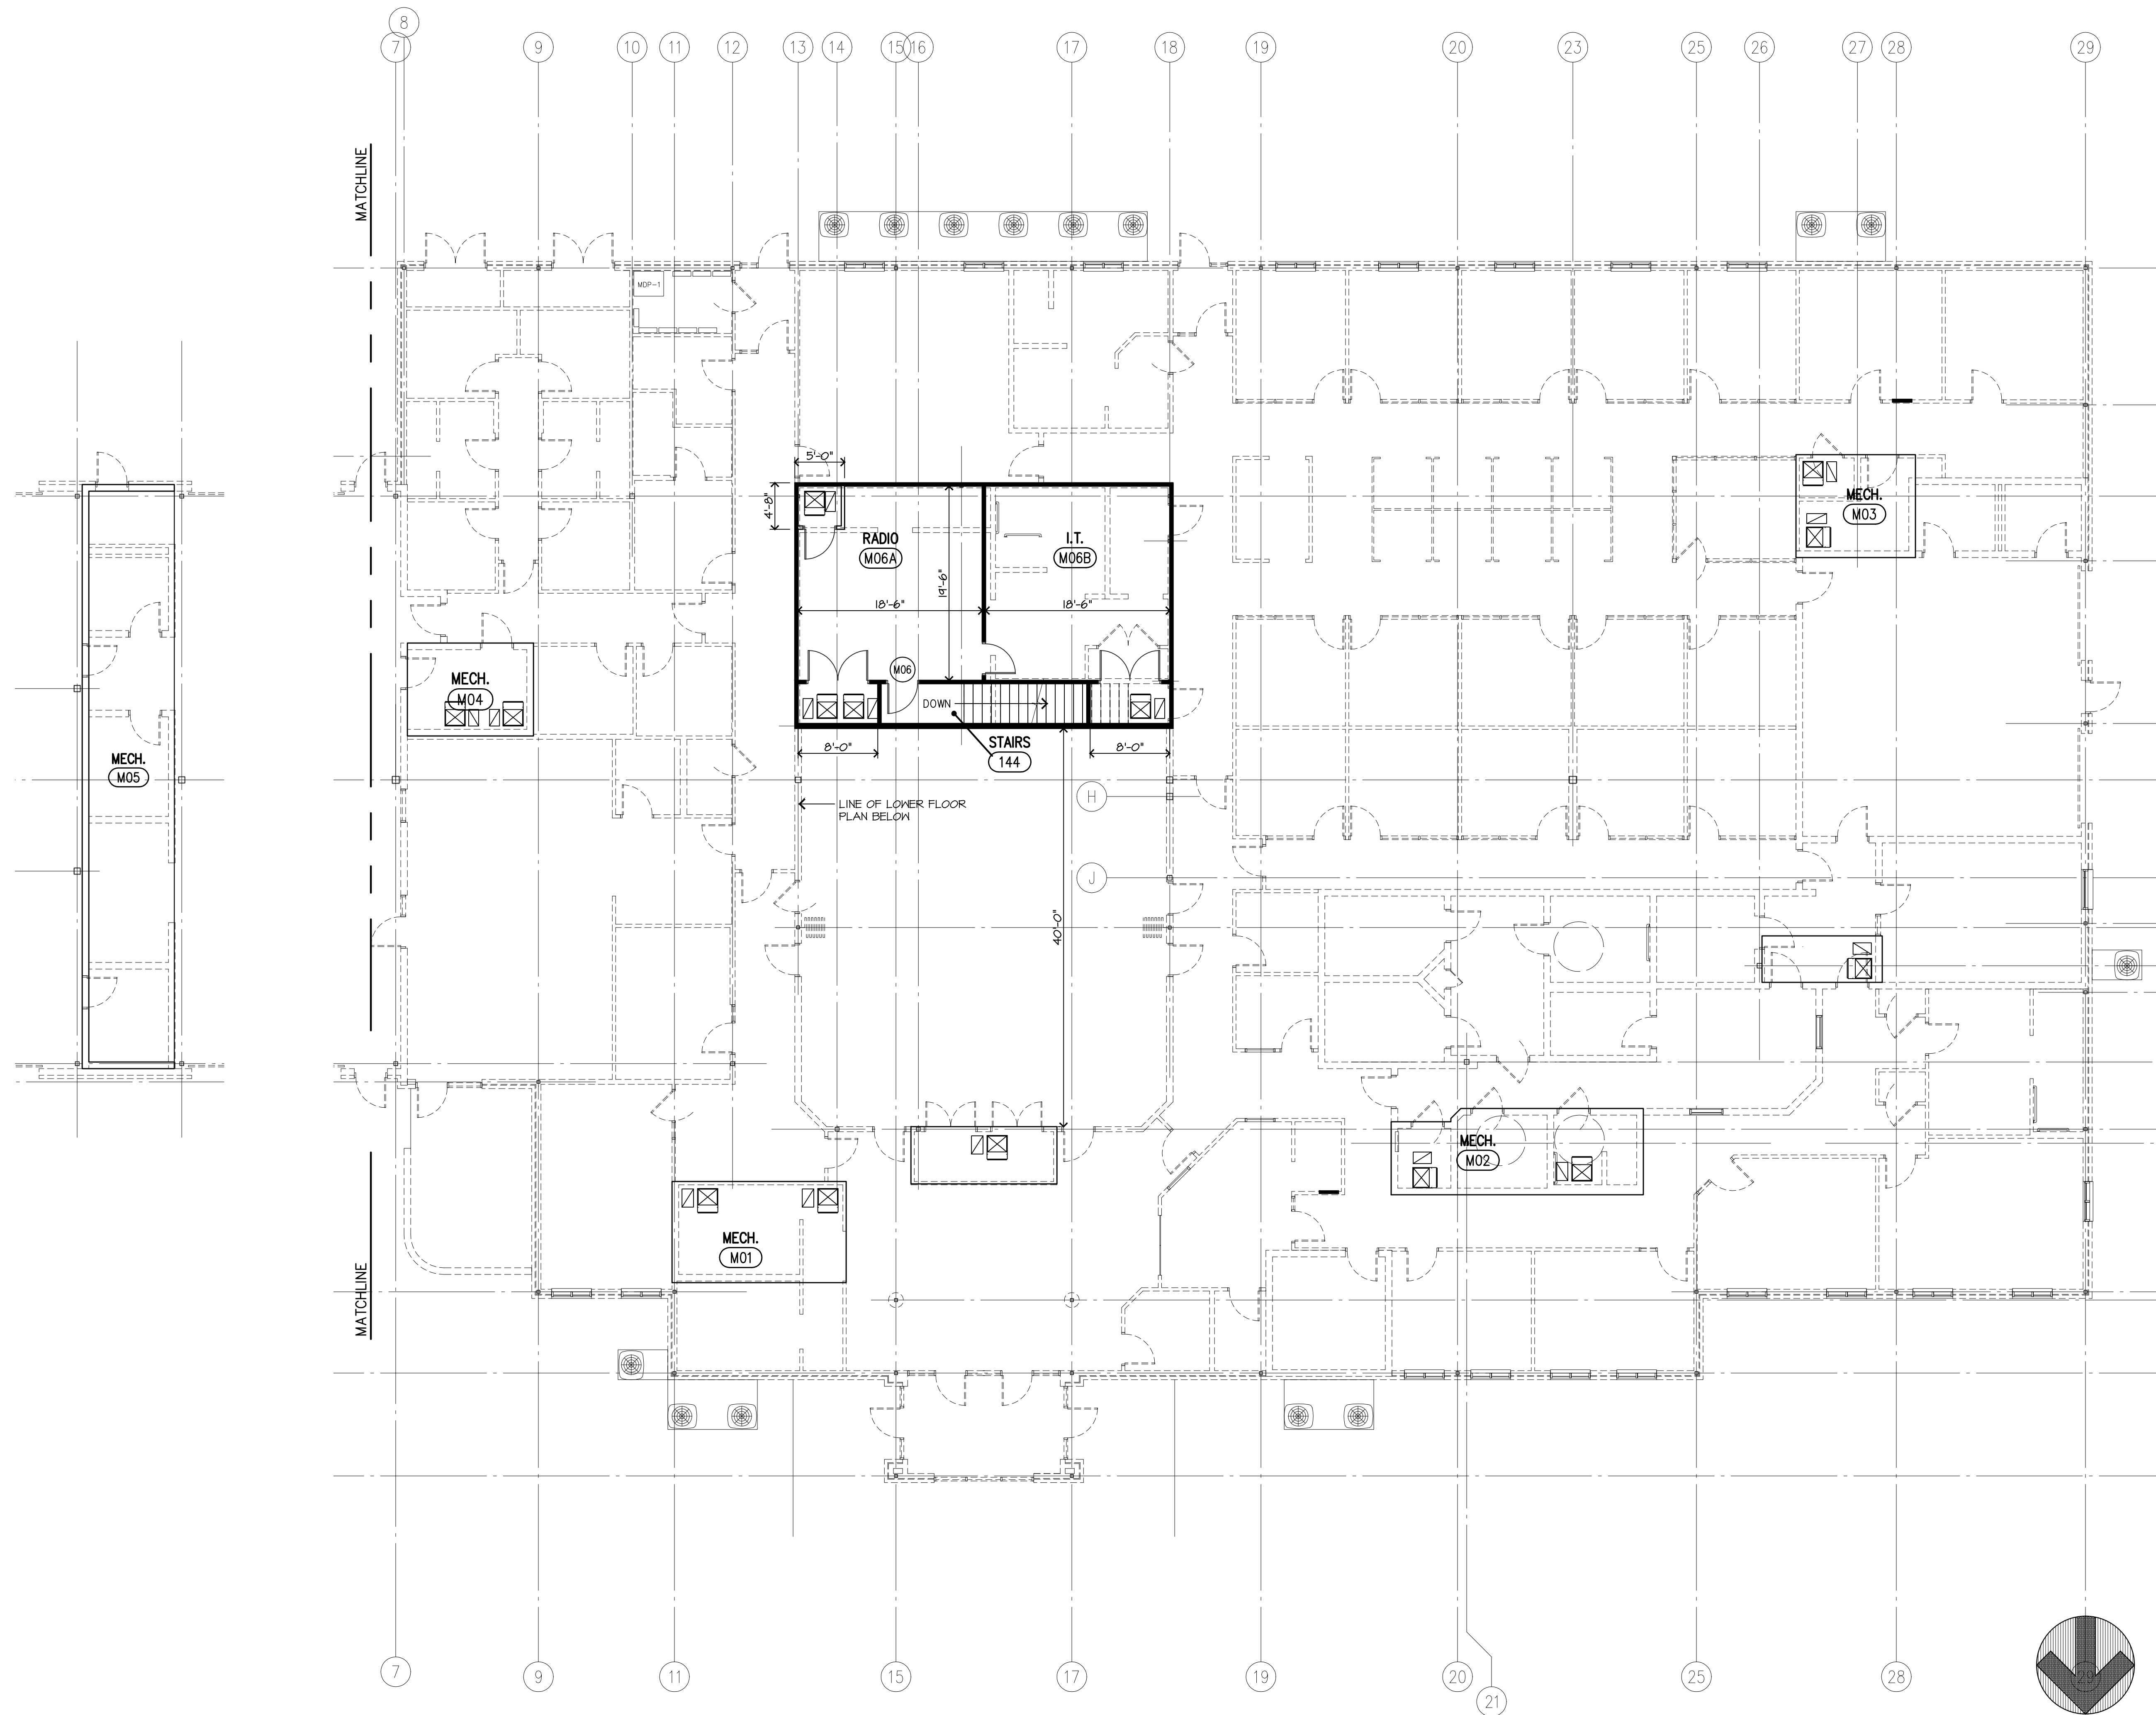 8
7
9
10
11
12
13
14
15
16
17
18
19
20
23
25
26
27
28
29
MATCHLINE
MDP-1
5'-0"
4'-8"
RADIO
M06A
I.T.
M06B
19'-6"
18'-6"
18'-6"
MECH.
M03
M06
MECH.
M04
DOWN
STAIRS
144
8'-0"
8'-0"
MECH.
M05
H
LINE OF LOWER FLOOR
PLAN BELOW
J
40'-0"
MECH.
M02
MECH.
M01
MATCHLINE
7
9
11
15
17
19
20
21
25
28
29